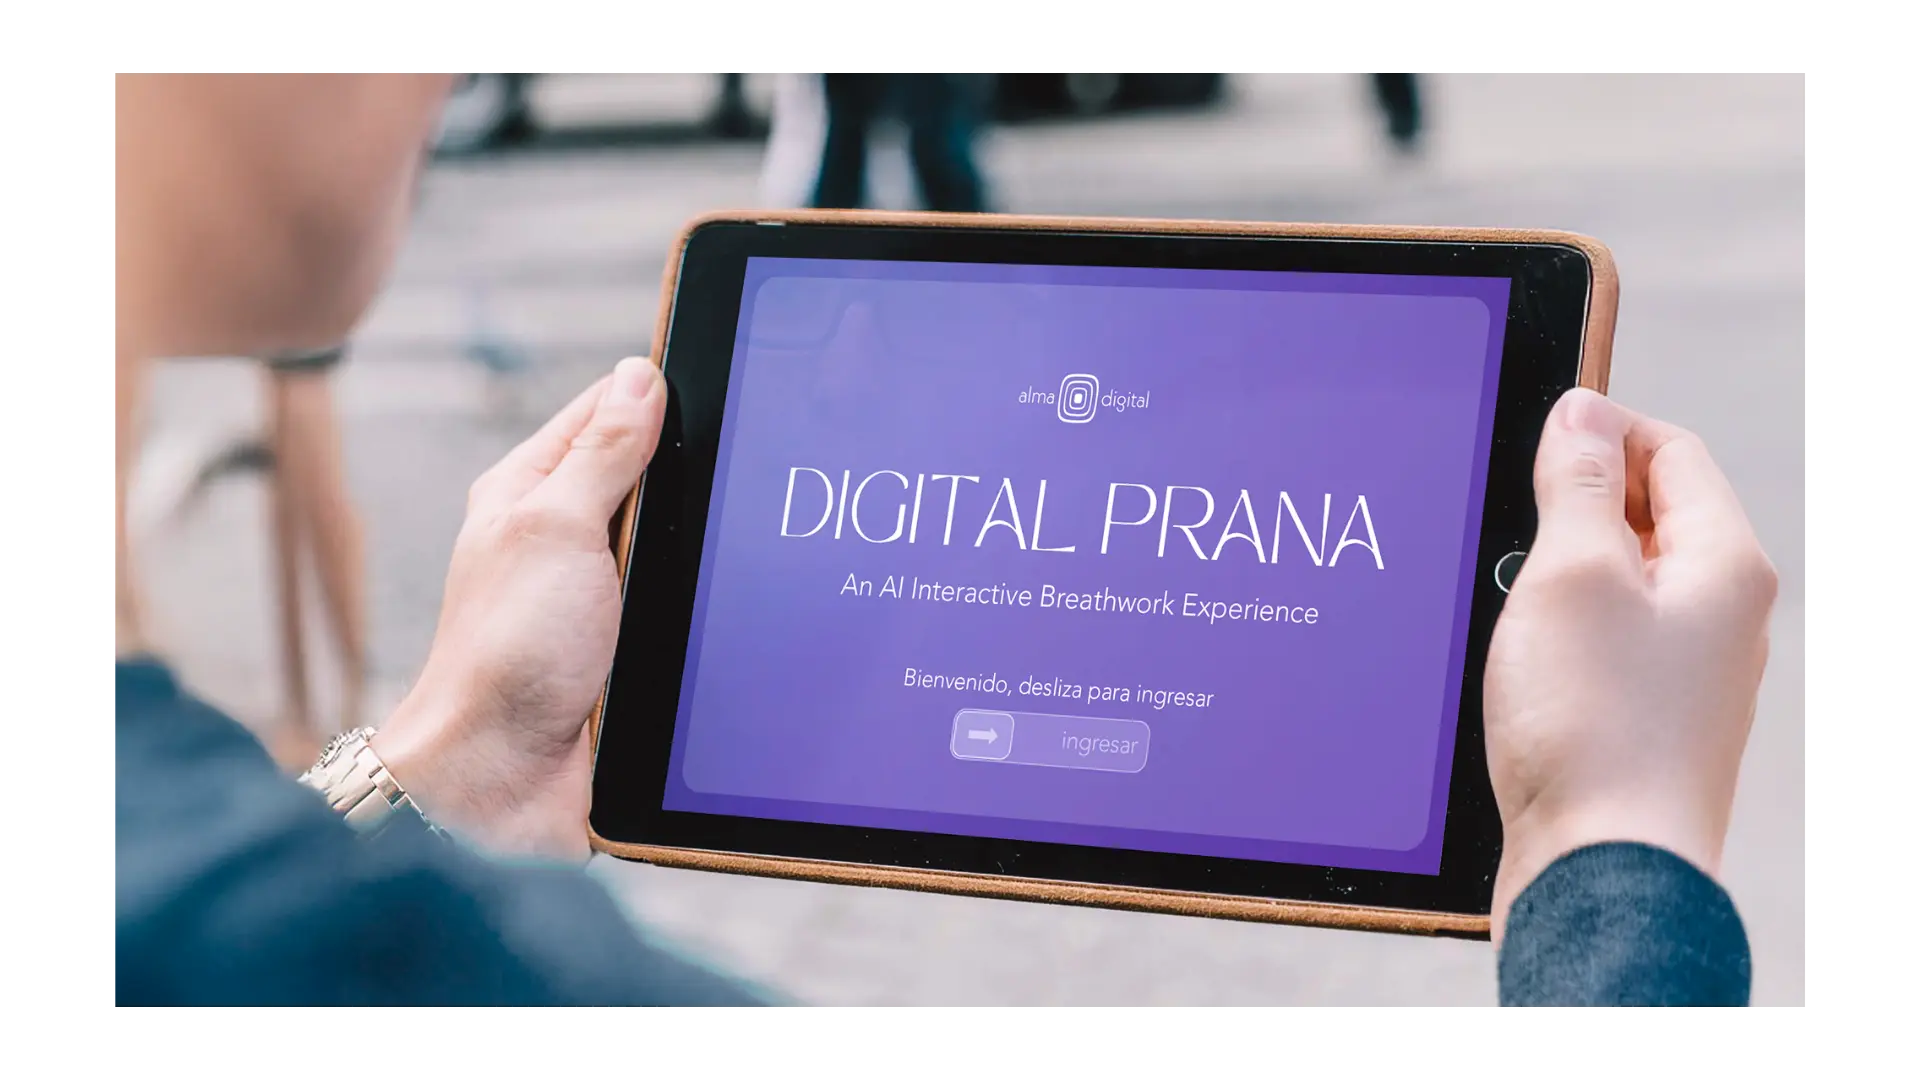 alma digital
DIGITAL PRANA
An AI Interactive Breathwork Experience
Bienvenido, desliza para ingresar
ingresar